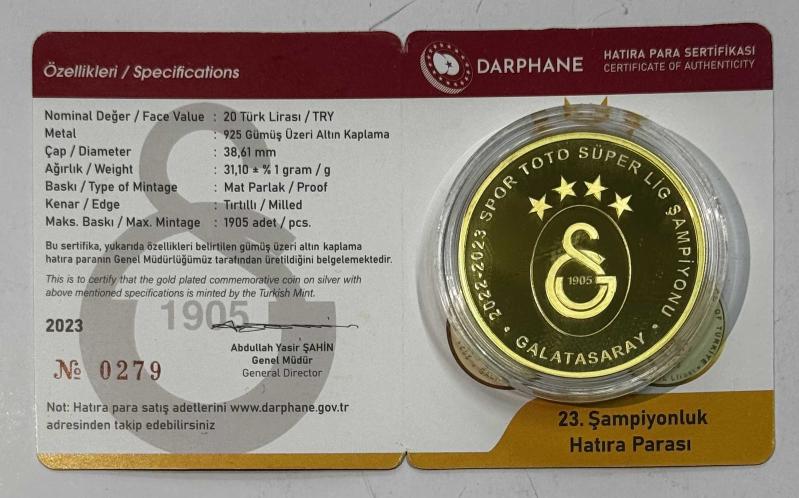 Özellikleri / Specifications
Nominal Değer / Face Value : 20 Türk Lirası / TRY
Metal : 925 Gümüş Üzeri Altın Kaplama
Çap / Diameter : 38,61 mm
Ağırlık / Weight : 31,10 ± % 1 gram / g
Baskı / Type of Mintage : Mat Parlak / Proof
Kenar / Edge : Tırtıllı / Milled
Maks. Baskı / Max. Mintage : 1905 adet / pcs.
Bu sertifika, yukarıda özellikleri belirtilen gümüş üzeri altın kaplama
hatıra paranın Genel Müdürlüğümüz tarafından üretildiğini belgelemektedir.
This is to certify that the gold plated commemorative coin on silver with
above mentioned specifications is minted by the Turkish Mint.
2023
1905
Abdullah Yasir ŞAHİN
Genel Müdür
General Director
№ 0279
Not: Hatıra para satış adetlerini www.darphane.gov.tr
adresinden takip edebilirsiniz
DARPHANE
HATIRA PARA SERTİFİKASI
CERTIFICATE OF AUTHENTICITY
2022-2023 SPOR TOTO SÜPER LİG ŞAMPİYONU
1905
• GALATASARAY •
OF TÜRKİYE
23. Şampiyonluk
Hatıra Parası